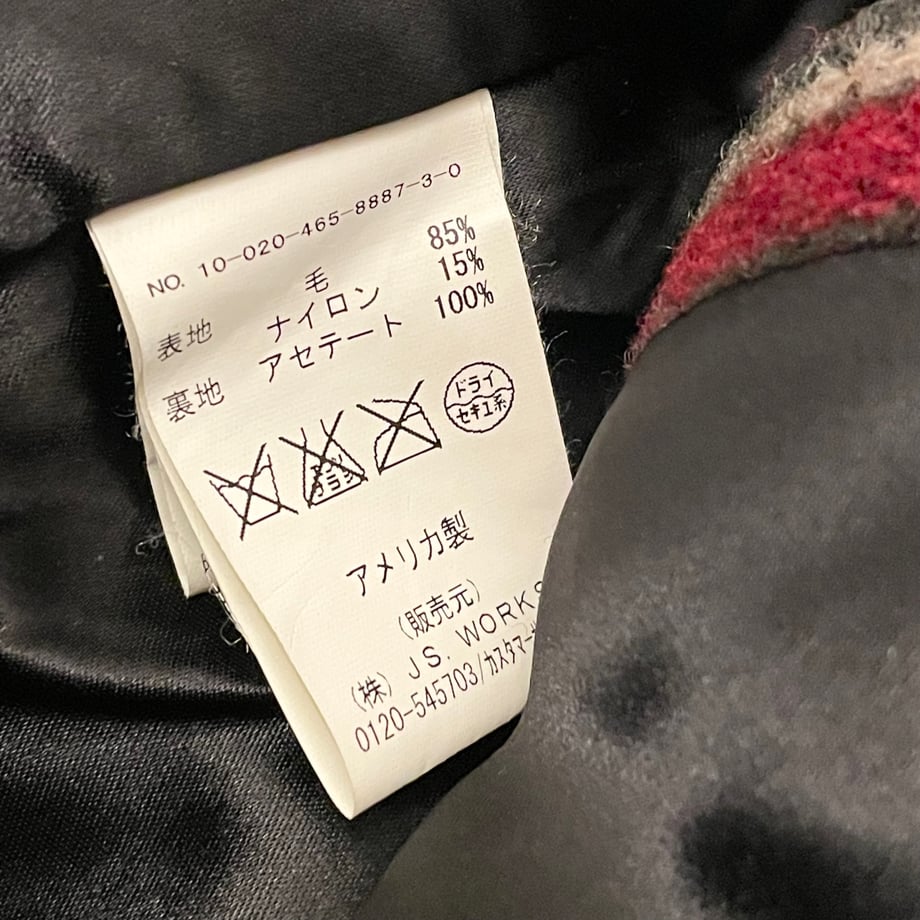 NO. 10-020-465-8887-3-0
表地 毛 85%
ナイロン 15%
裏地 アセテート 100%
ドライ
セキユ系
アメリカ製
(販売元)
(株) J.S. WORKS
0120-545703/カスタマー